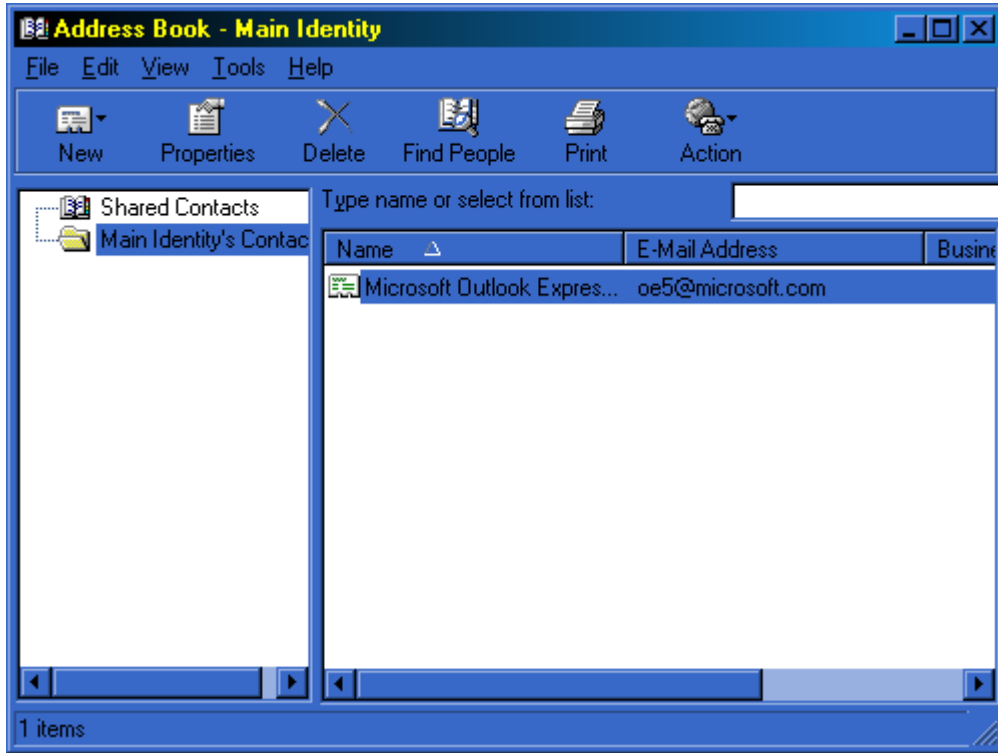 Address Book - Main Identity
File Edit View Tools Help
New Properties Delete Find People Print Action
Shared Contacts
Main Identity's Contac
Type name or select from list:
Name E-Mail Address Busine
Microsoft Outlook Expres... oe5@microsoft.com
1 items